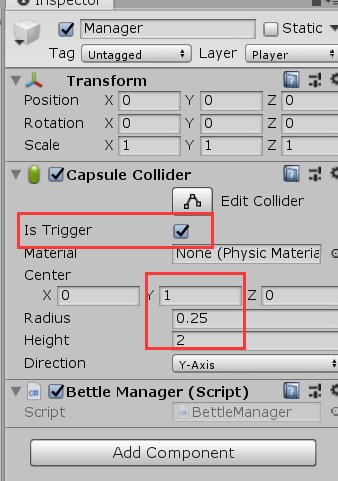 Inspector
Manager
Static
Tag Untagged Layer Player
Transform
Position X 0 Y 0 Z 0
Rotation X 0 Y 0 Z 0
Scale X 1 Y 1 Z 1
Capsule Collider
Edit Collider
Is Trigger
Material None (Physic Materia
Center
X 0 Y 1 Z 0
Radius 0.25
Height 2
Direction Y-Axis
Bettle Manager (Script)
Script BettleManager
Add Component